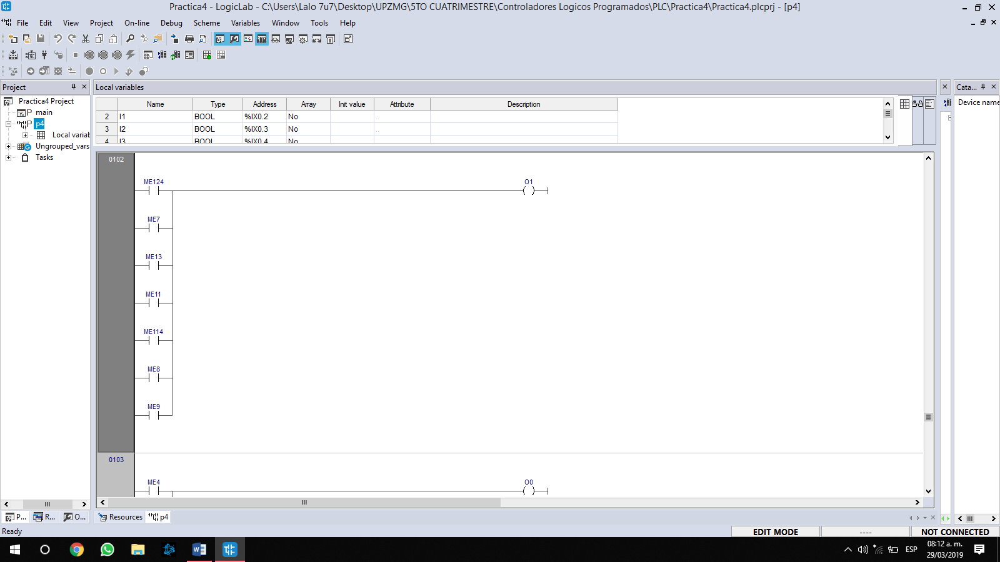 Practica4 - LogicLab - C:\Users\Lalo 7u7\Desktop\UPZMG\5TO CUATRIMESTRE\Controladores Logicos Programados\PLC\Practica4\Practica4.plcprj - [p4]
File Edit View Project On-line Debug Scheme Variables Window Tools Help
Project
Practica4 Project
main
p4
Local variab
Ungrouped_vars
Tasks
P... R... O...
Local variables
Name Type Address Array Init value Attribute Description
2 I1 BOOL %IX0.2 No ..
3 I2 BOOL %IX0.3 No ..
4 I3 BOOL %IX0.4 No
0102
ME124 O1
ME7
ME13
ME11
ME114
ME8
ME9
0103
ME4 O0
Resources p4
Cata...
Device name
Ready
EDIT MODE ---- NOT CONNECTED
ESP
08:12 a. m.
29/03/2019